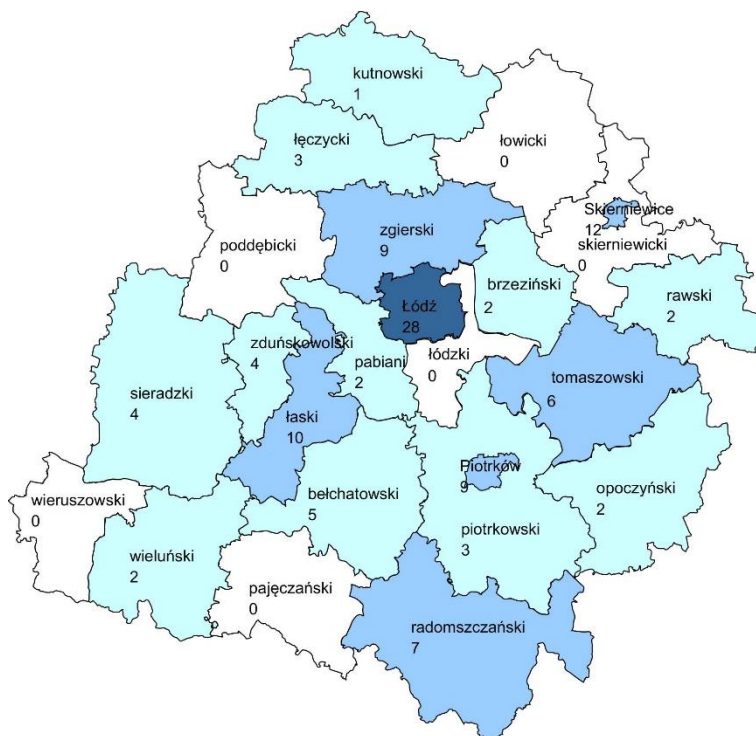 kutnowski
1
łęczycki
3
łowicki
0
Skierniewice
12
skierniewicki
0
zgierski
9
poddębicki
0
brzeziński
2
rawski
2
Łódź
28
zduńskowolski
4
pabiani
2
łódzki
0
tomaszowski
6
sieradzki
4
łaski
10
Piotrków
9
opoczyński
2
wieruszowski
0
bełchatowski
5
piotrkowski
3
wieluński
2
pajęczański
0
radomszczański
7